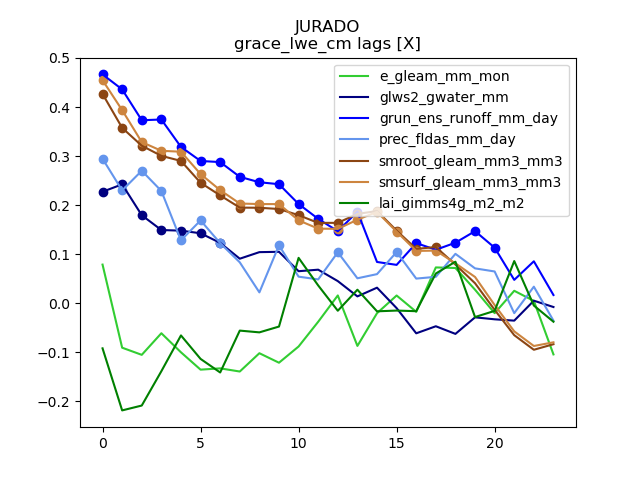 JURADO
grace_lwe_cm lags [X]
e_gleam_mm_mon
glws2_gwater_mm
grun_ens_runoff_mm_day
prec_fldas_mm_day
smroot_gleam_mm3_mm3
smsurf_gleam_mm3_mm3
lai_gimms4g_m2_m2
0.5
0.4
0.3
0.2
0.1
0.0
−0.1
−0.2
0 5 10 15 20